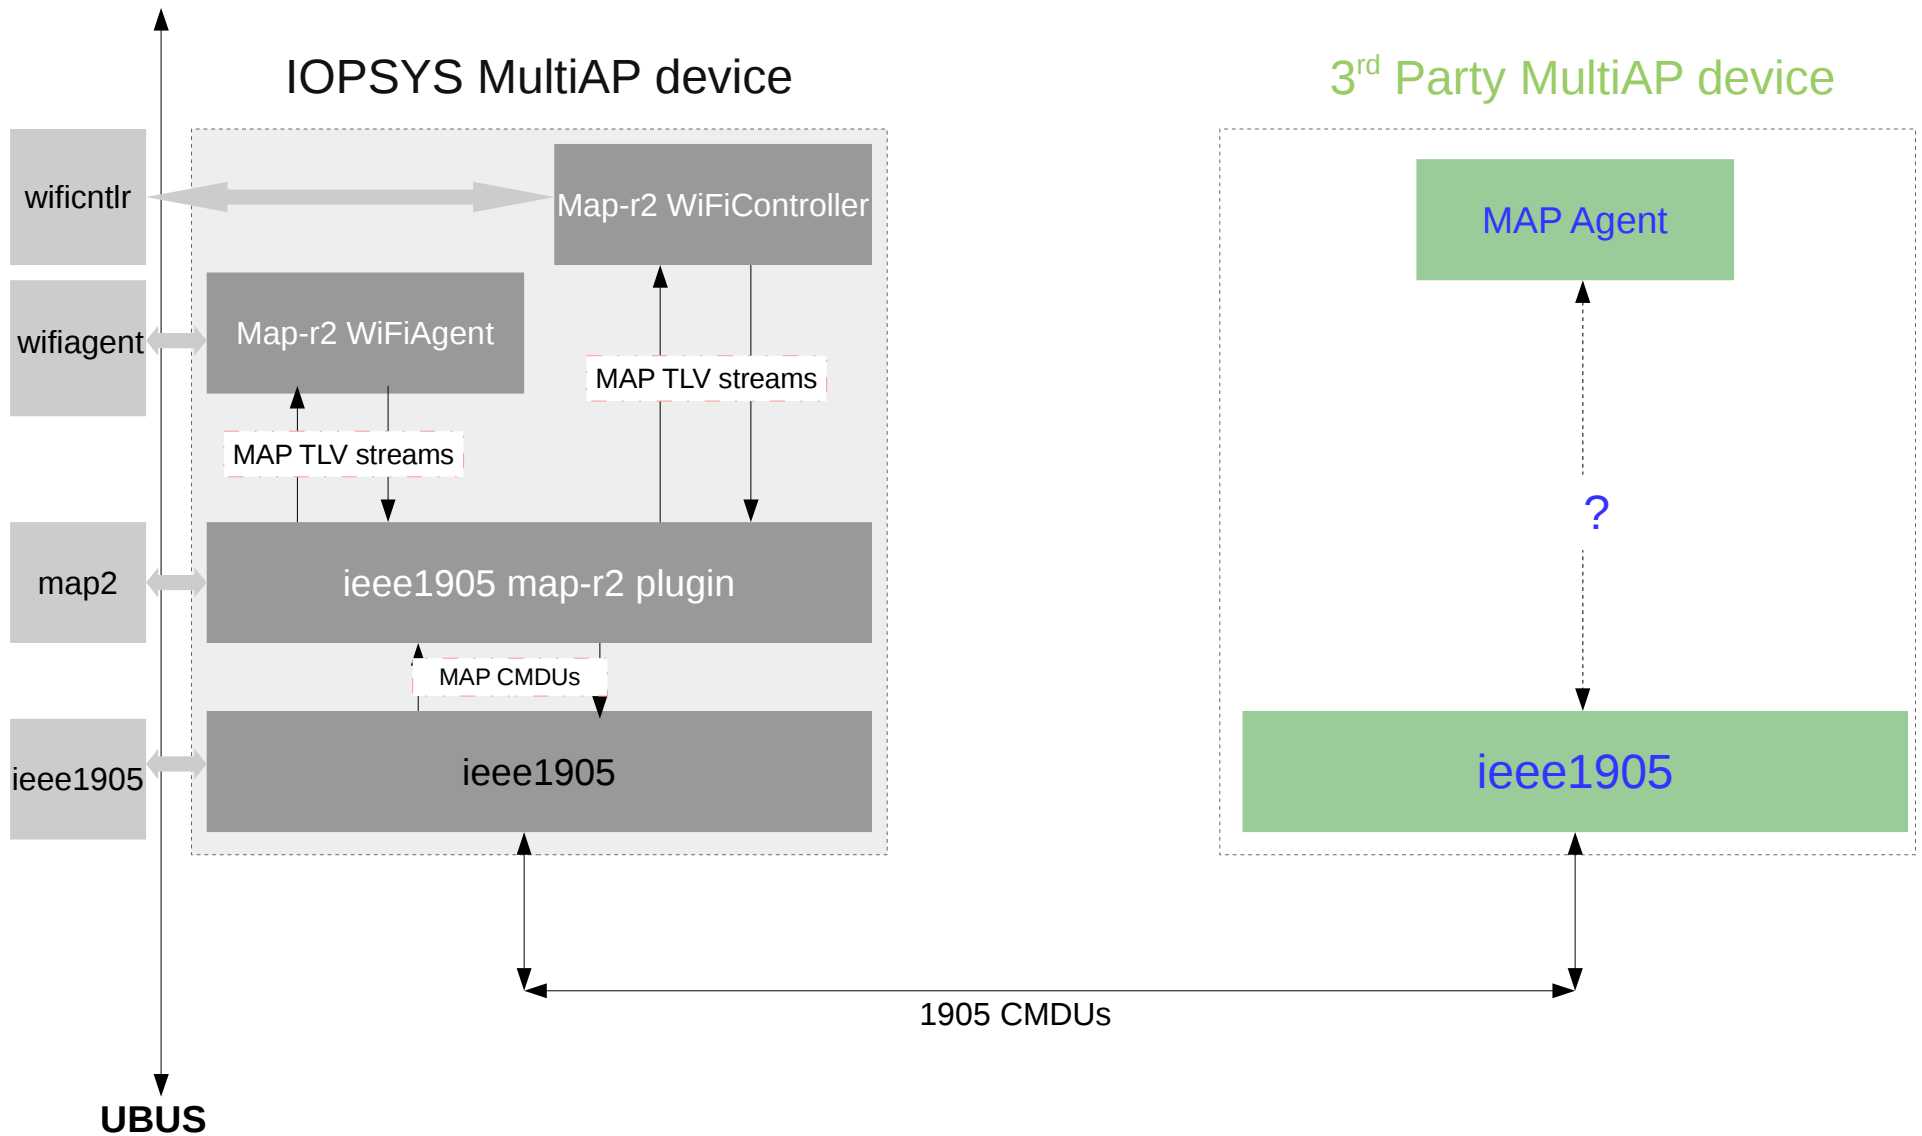 IOPSYS MultiAP device
3rd Party MultiAP device
wificntlr
Map-r2 WiFiController
MAP Agent
wifiagent
Map-r2 WiFiAgent
MAP TLV streams
MAP TLV streams
?
map2
ieee1905 map-r2 plugin
MAP CMDUs
ieee1905
ieee1905
ieee1905
1905 CMDUs
UBUS